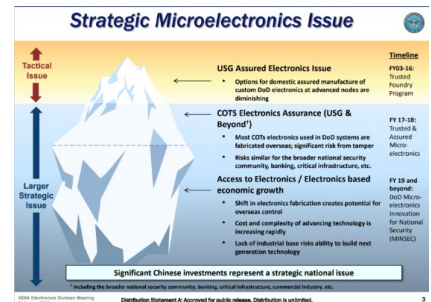 Strategic Microelectronics Issue
Tactical
Issue
Larger
Strategic
Issue
USG Assured Electronics Issue
• Options for domestic assured manufacture of
custom DoD electronics at advanced nodes are
diminishing
COTS Electronics Assurance (USG &
Beyond*)
• Most COTS electronics used in DoD systems are
fabricated overseas; significant risk from tamper
• Risks similar for the broader national security
community, banking, critical infrastructure, etc.
Access to Electronics / Electronics based
economic growth
• Shift in electronics fabrication creates potential for
overseas control
• Cost and complexity of advancing technology is
increasing rapidly
• Lack of industrial base risks ability to build next
generation technology
Timeline
FY03-16:
Trusted
Foundry
Program
FY 17-18:
Trusted &
Assured
Micro-
electronics
FY 19 and
beyond:
DoD Micro-
electronics
Innovation
for National
Security
(MINSEC)
Significant Chinese investments represent a strategic national issue
* Including the broader national security community, banking, critical infrastructure, commercial industry, etc.
NDIA Electronics Division Meeting
Distribution Statement A: Approved for public release. Distribution is unlimited.
3